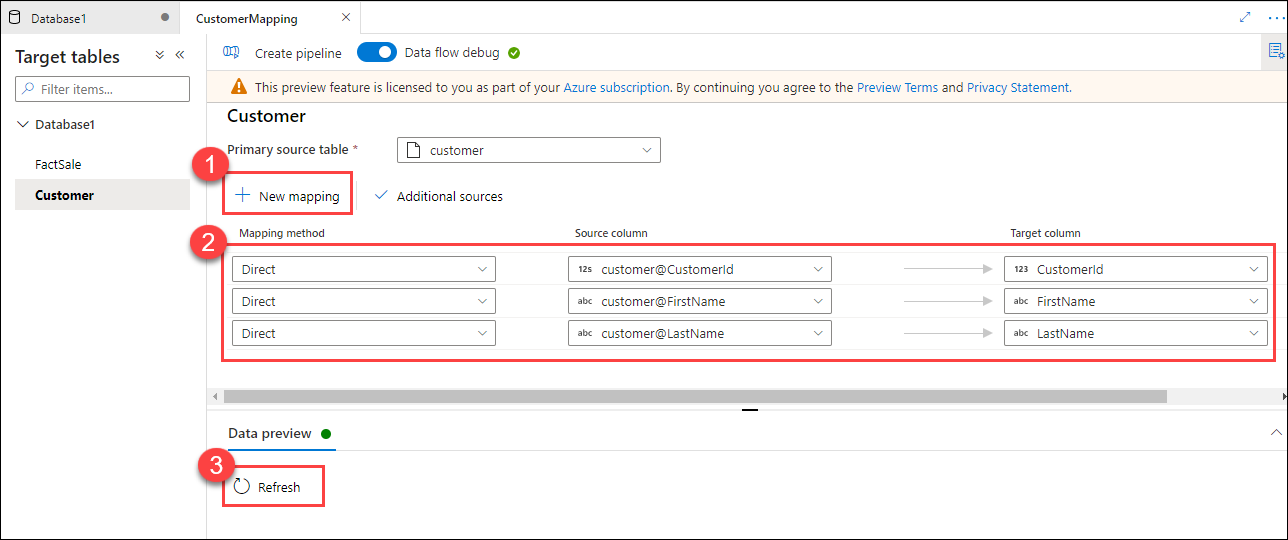 Database1
CustomerMapping
Target tables
Filter items...
Database1
FactSale
Customer
Create pipeline
Data flow debug
This preview feature is licensed to you as part of your Azure subscription. By continuing you agree to the Preview Terms and Privacy Statement.
Customer
Primary source table *
customer
1
New mapping
Additional sources
2
Mapping method Source column Target column
Direct 12s customer@CustomerId 123 CustomerId
Direct abc customer@FirstName abc FirstName
Direct abc customer@LastName abc LastName
Data preview
3
Refresh